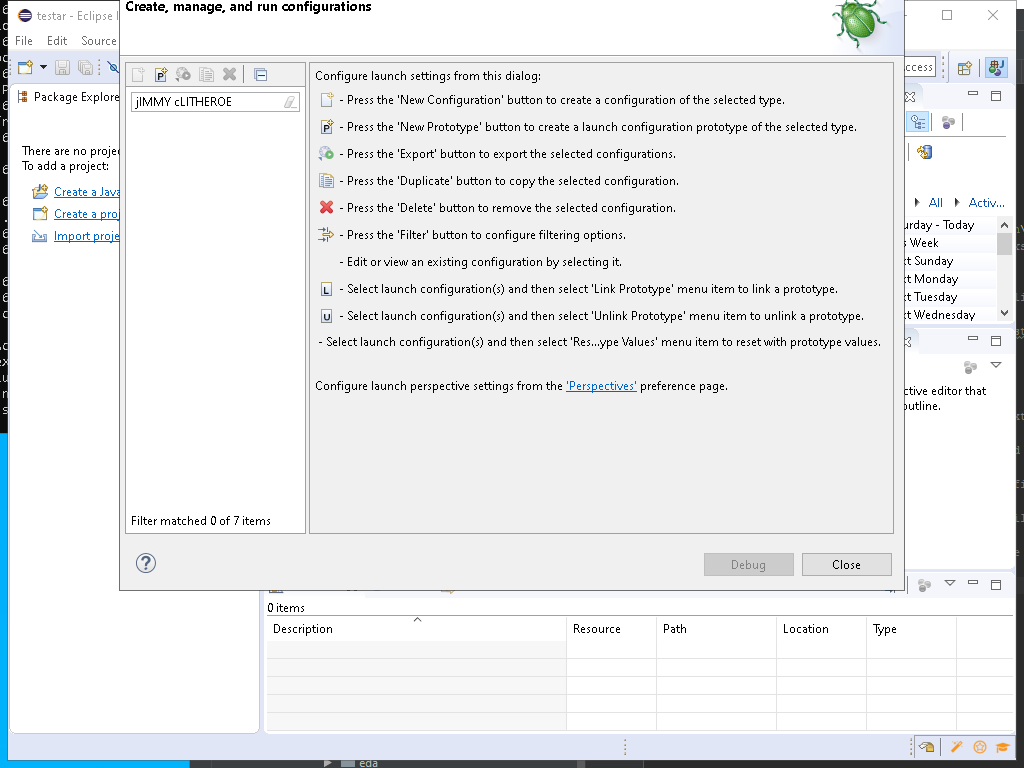 Create, manage, and run configurations
testar - Eclipse
File Edit Source
Package Explore
There are no proje
To add a project:
Create a Java
Create a proj
Import proje
jIMMY cLITHEROE
Filter matched 0 of 7 items
Configure launch settings from this dialog:
- Press the 'New Configuration' button to create a configuration of the selected type.
P - Press the 'New Prototype' button to create a launch configuration prototype of the selected type.
- Press the 'Export' button to export the selected configurations.
- Press the 'Duplicate' button to copy the selected configuration.
- Press the 'Delete' button to remove the selected configuration.
- Press the 'Filter' button to configure filtering options.
- Edit or view an existing configuration by selecting it.
L - Select launch configuration(s) and then select 'Link Prototype' menu item to link a prototype.
U - Select launch configuration(s) and then select 'Unlink Prototype' menu item to unlink a prototype.
- Select launch configuration(s) and then select 'Res...ype Values' menu item to reset with prototype values.
Configure launch perspective settings from the 'Perspectives' preference page.
?
Debug Close
ccess
All Activ...
urday - Today
s Week
xt Sunday
xt Monday
xt Tuesday
xt Wednesday
ctive editor that
outline.
0 items
Description Resource Path Location Type
eda